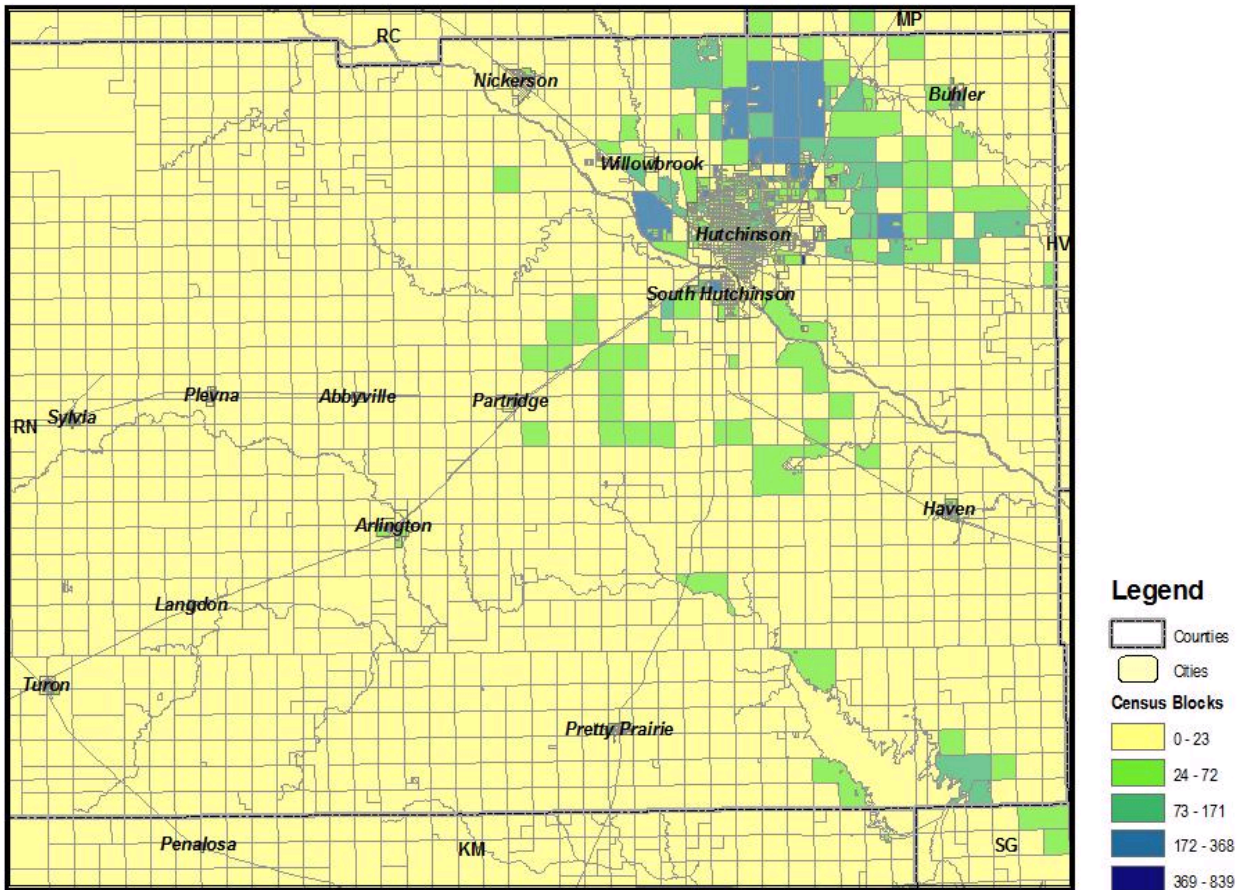 MP
RC
Nickerson
Buhler
Willowbrook
Hutchinson
HV
South Hutchinson
Plevna
Abbyville
Partridge
Sylvia
RN
Haven
Arlington
Langdon
Turon
Pretty Prairie
Penalosa
KM
SG
Legend
Counties
Cities
Census Blocks
0 - 23
24 - 72
73 - 171
172 - 368
369 - 839